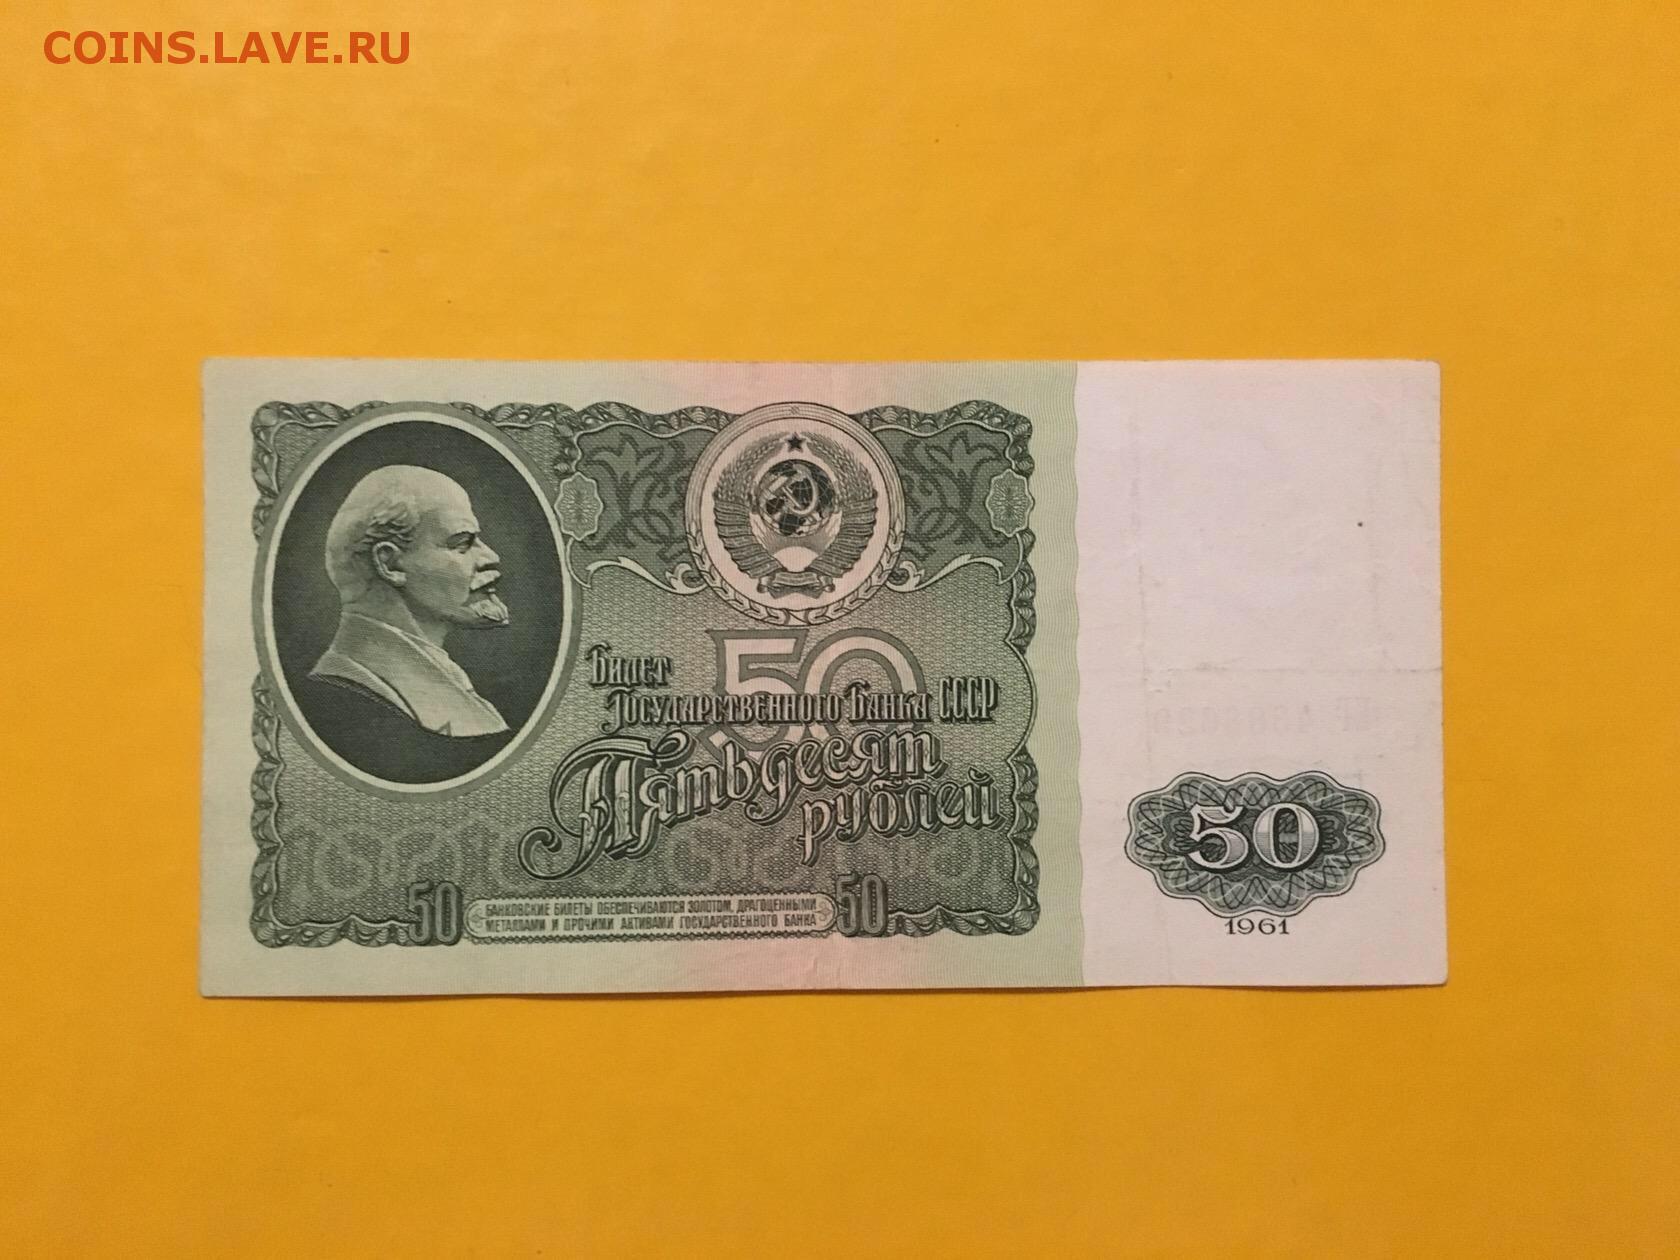 COINS.LAVE.RU
50
Билет
Государственного Банка СССР
Пятьдесят
рублей
50
БАНКОВСКИЕ БИЛЕТЫ ОБЕСПЕЧИВАЮТСЯ ЗОЛОТОМ, ДРАГОЦЕННЫМИ
МЕТАЛЛАМИ И ПРОЧИМИ АКТИВАМИ ГОСУДАРСТВЕННОГО БАНКА
50
50
1961